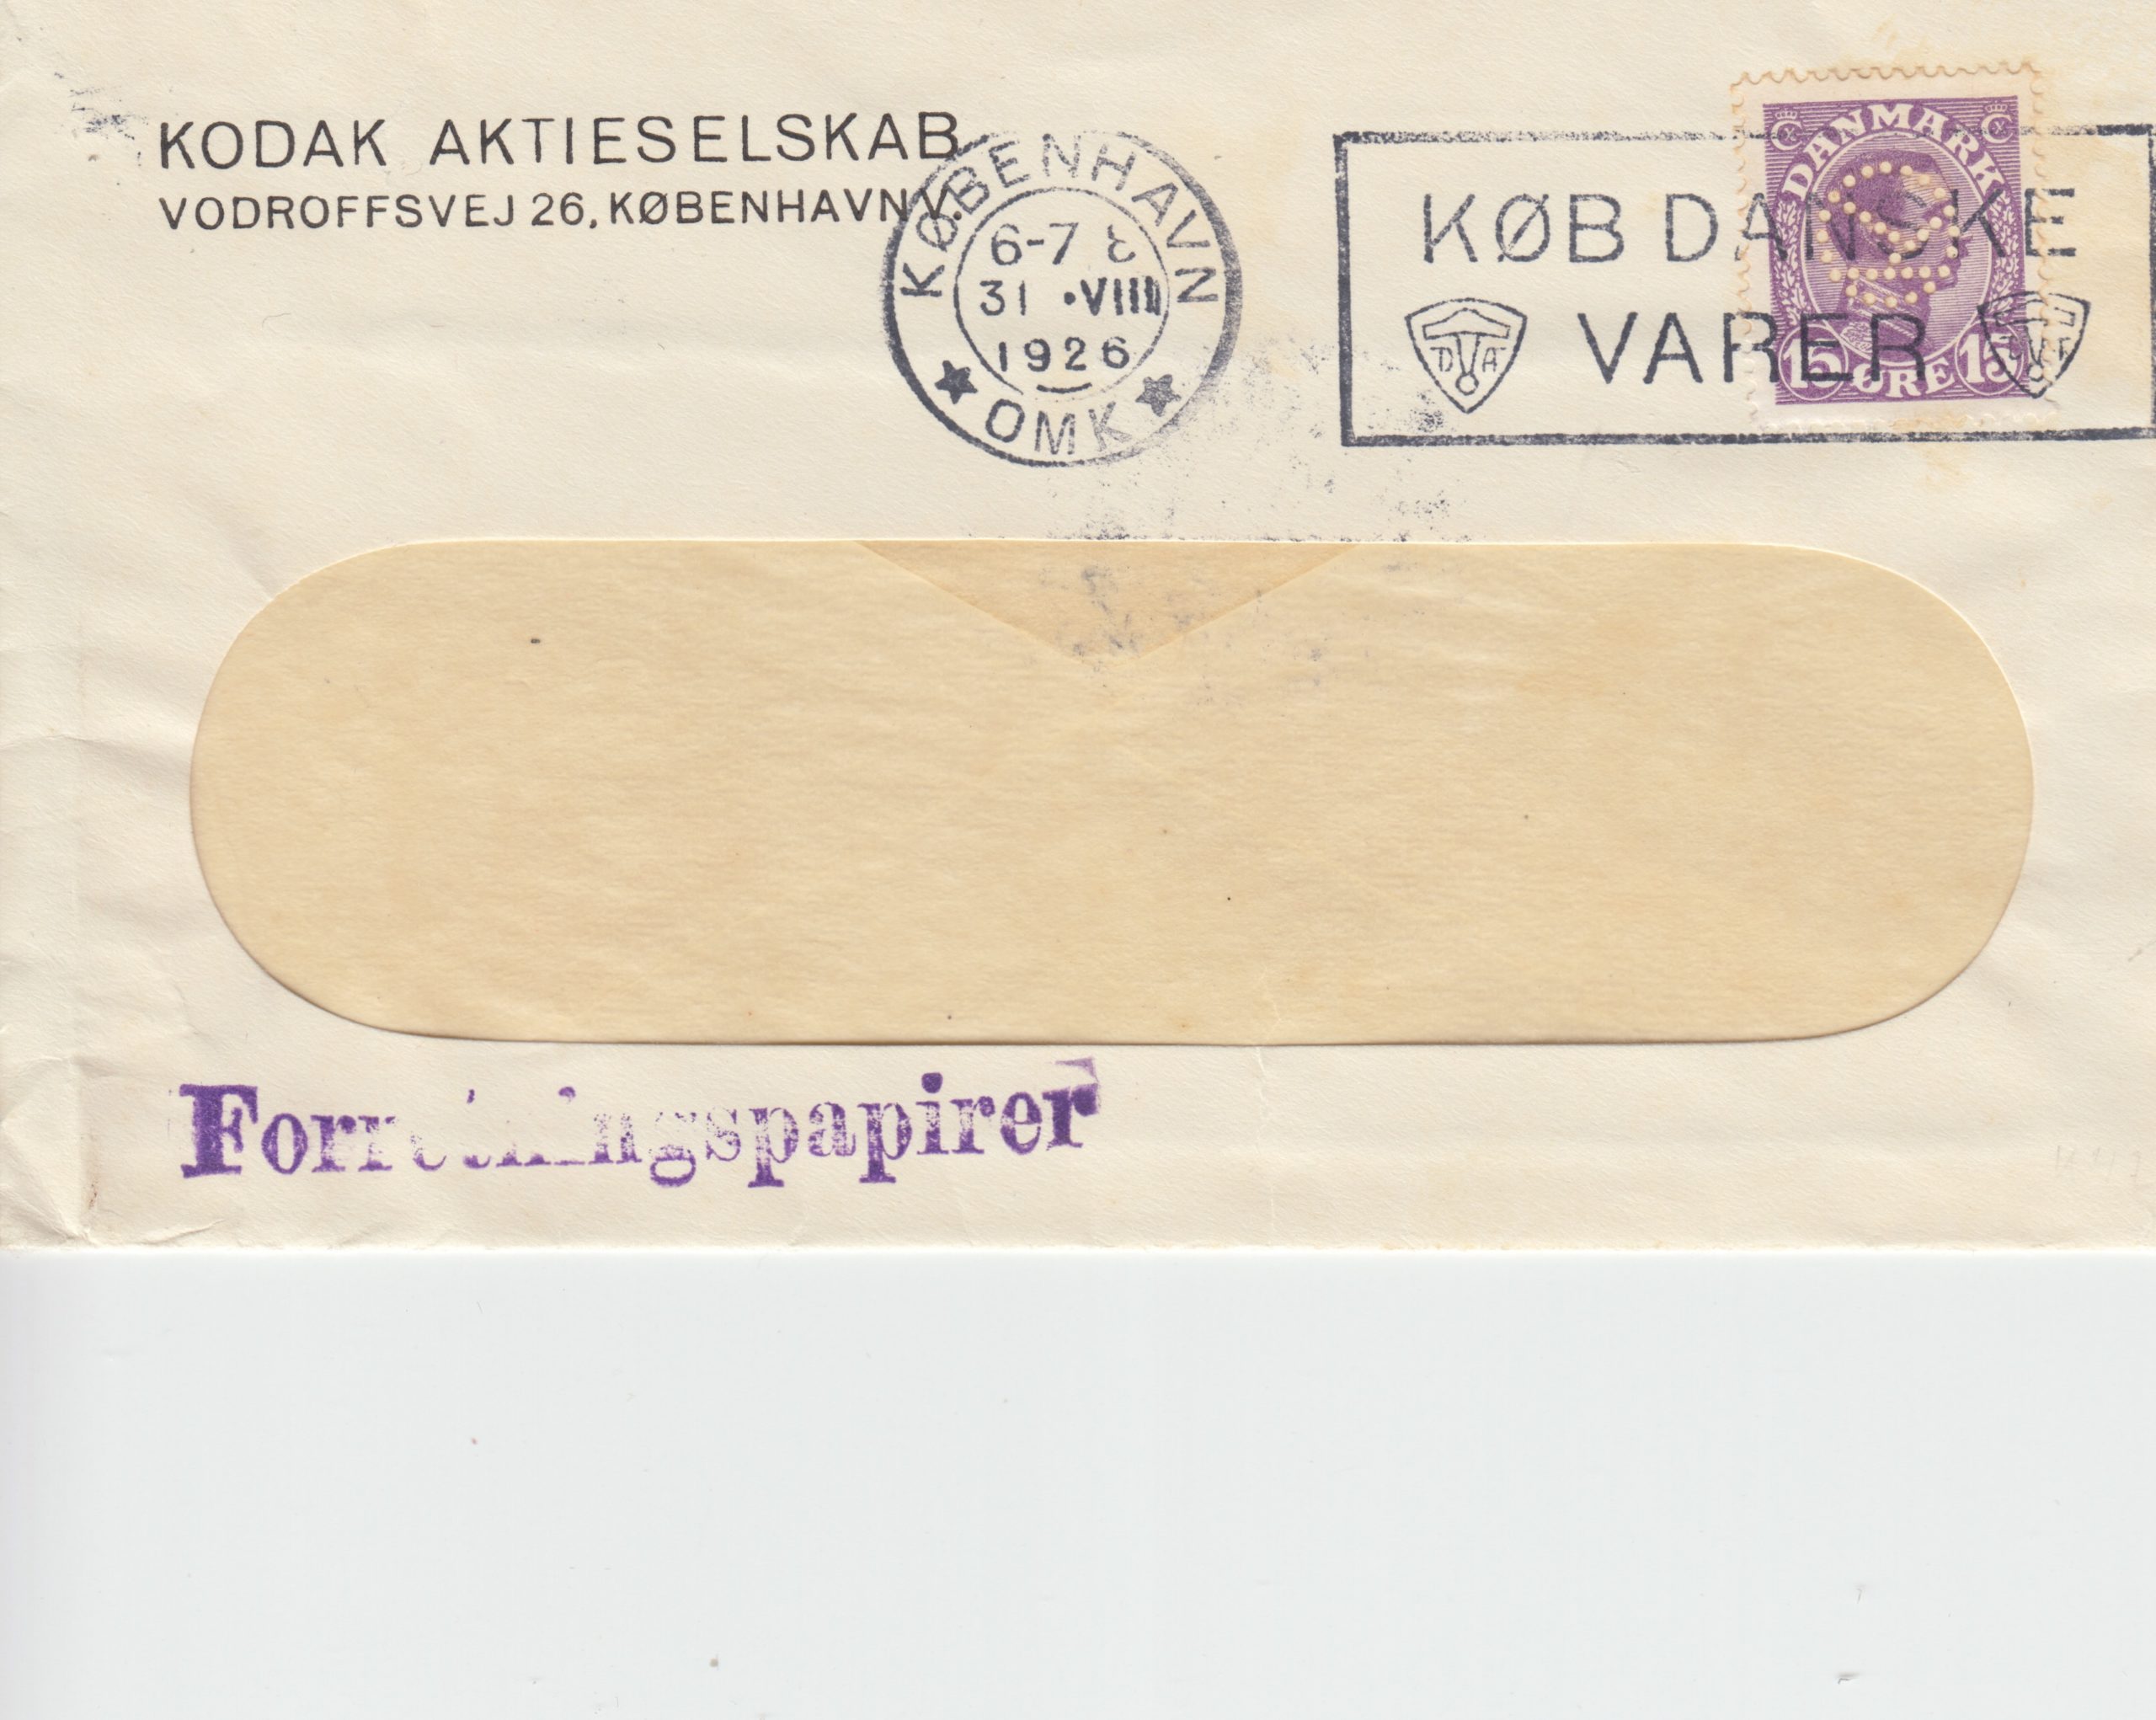 KODAK AKTIESELSKAB
VODROFFSVEJ 26, KØBENHAVN V.
KØBENHAVN
6-7
31 • VIII
1926
OMK
KØB DANSKE
VARER
DVA
DANMARK
15 ØRE 15
Forretningspapirer